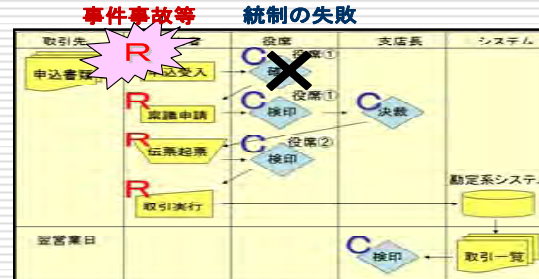 事件事故等 統制の失敗
取引先 者 役席 支店長 システム
R C 役席①
申込書類 申込受入 確
R C 役席① C
稟議申請 検印 決裁
R C 役席②
伝票起票 検印
R 勘定系システム
取引実行
翌営業日 C
検印 取引一覧